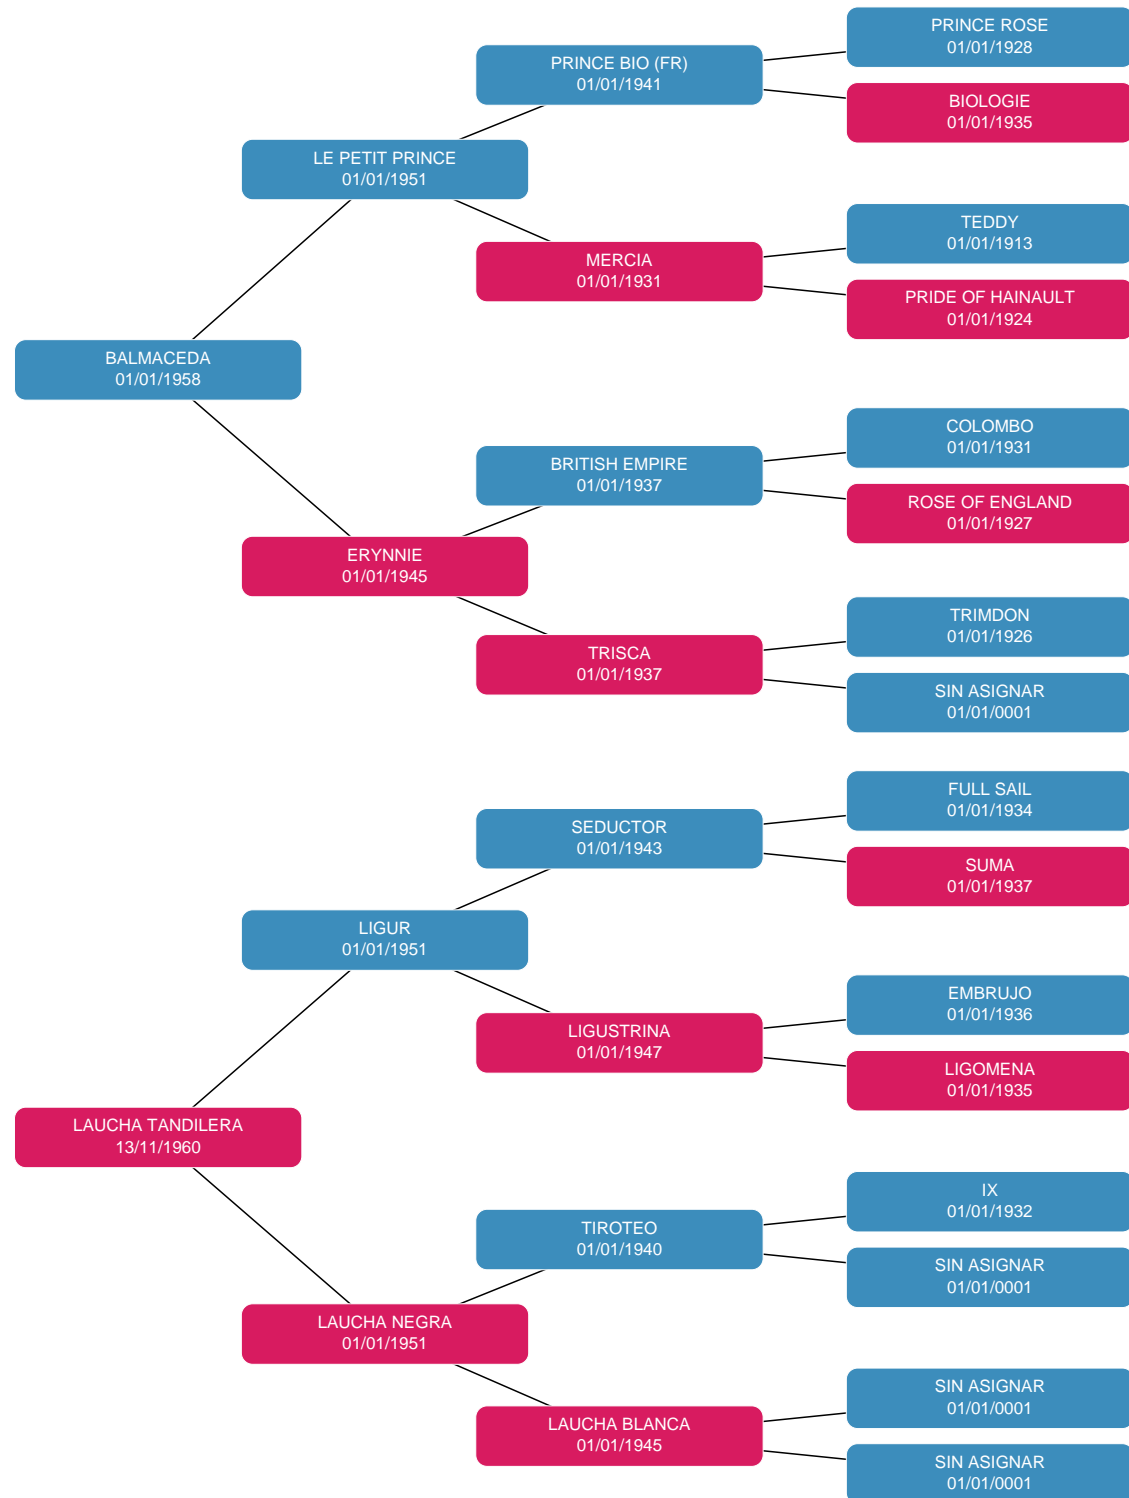 PRINCE ROSE
01/01/1928
PRINCE BIO (FR)
01/01/1941
BIOLOGIE
01/01/1935
LE PETIT PRINCE
01/01/1951
TEDDY
01/01/1913
MERCIA
01/01/1931
PRIDE OF HAINAULT
01/01/1924
BALMACEDA
01/01/1958
COLOMBO
01/01/1931
BRITISH EMPIRE
01/01/1937
ROSE OF ENGLAND
01/01/1927
ERYNNIE
01/01/1945
TRIMDON
01/01/1926
TRISCA
01/01/1937
SIN ASIGNAR
01/01/0001
FULL SAIL
01/01/1934
SEDUCTOR
01/01/1943
SUMA
01/01/1937
LIGUR
01/01/1951
EMBRUJO
01/01/1936
LIGUSTRINA
01/01/1947
LIGOMENA
01/01/1935
LAUCHA TANDILERA
13/11/1960
IX
01/01/1932
TIROTEO
01/01/1940
SIN ASIGNAR
01/01/0001
LAUCHA NEGRA
01/01/1951
SIN ASIGNAR
01/01/0001
LAUCHA BLANCA
01/01/1945
SIN ASIGNAR
01/01/0001